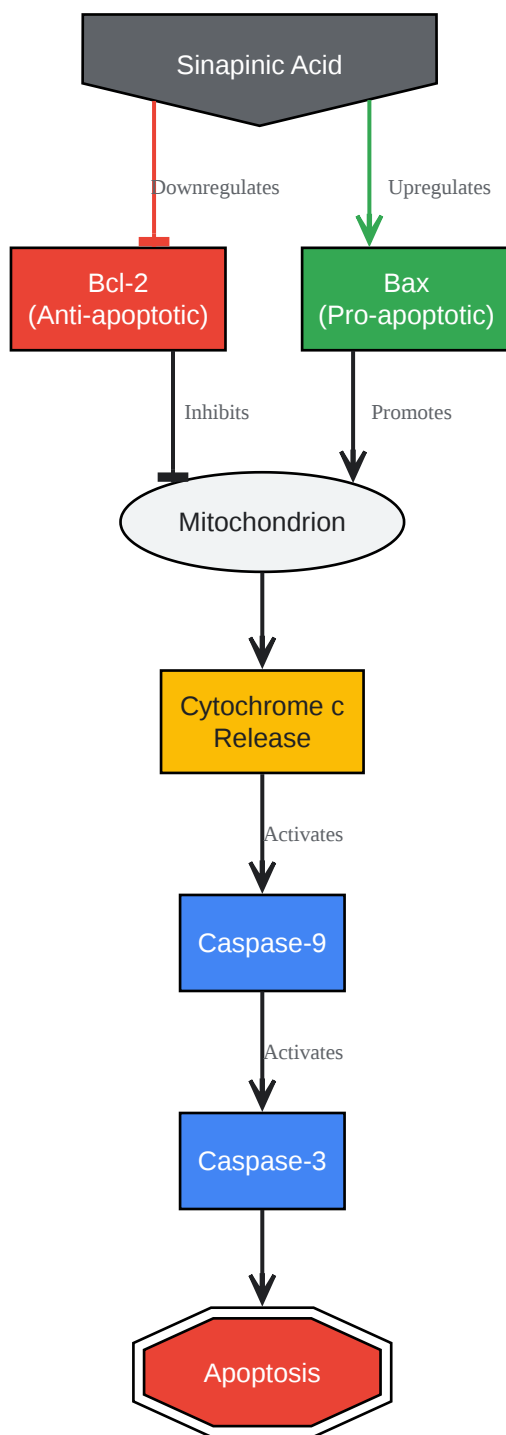 Sinapinic Acid
Downregulates
Upregulates
Bcl-2
(Anti-apoptotic)
Bax
(Pro-apoptotic)
Inhibits
Promotes
Mitochondrion
Cytochrome c
Release
Activates
Caspase-9
Activates
Caspase-3
Apoptosis